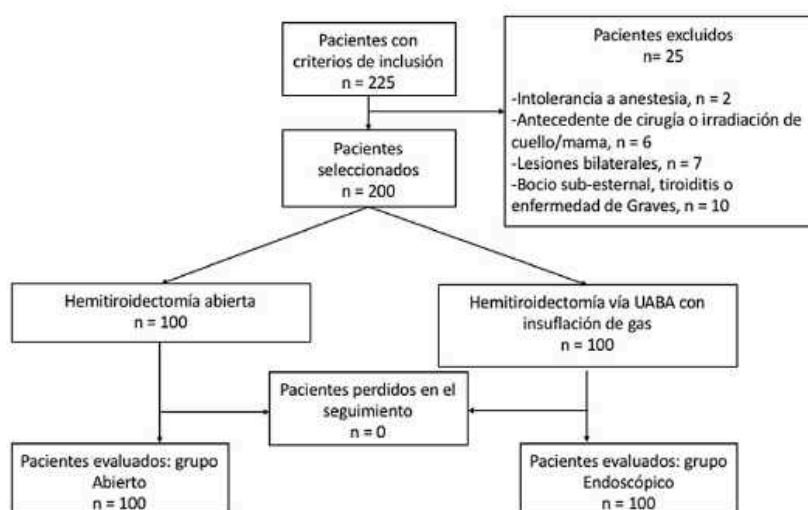 Pacientes con
criterios de inclusión
n = 225
Pacientes excluidos
n= 25
-Intolerancia a anestesia, n = 2
-Antecedente de cirugía o irradiación de
cuello/mama, n = 6
-Lesiones bilaterales, n = 7
-Bocio sub-esternal, tiroiditis o
enfermedad de Graves, n = 10
Pacientes
seleccionados
n = 200
Hemitiroidectomía abierta
n = 100
Hemitiroidectomía vía UABA con
insuflación de gas
n = 100
Pacientes perdidos en el
seguimiento
n = 0
Pacientes evaluados: grupo
Abierto
n = 100
Pacientes evaluados: grupo
Endoscópico
n = 100